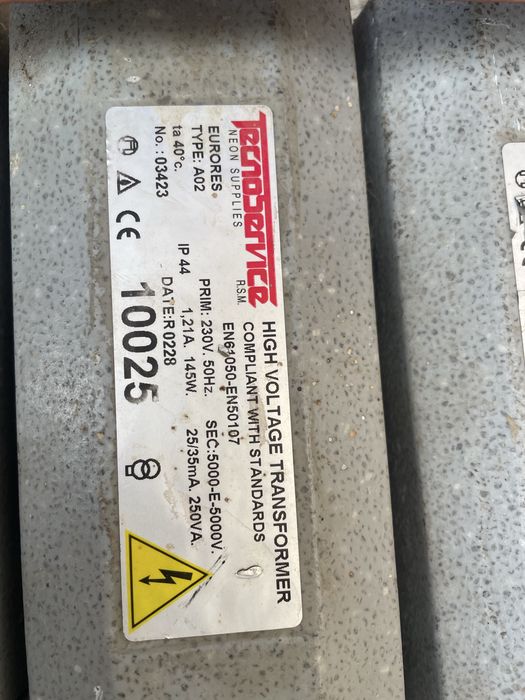 TecnoService
NEON SUPPLIES
R.S.M.
HIGH VOLTAGE TRANSFORMER
COMPLIANT WITH STANDARDS
EN61050-EN50107
EURORES
TYPE: A02
ta 40°c.
No.: 03423
IP 44
PRIM: 230V. 50Hz.
1,21A. 145W.
SEC:5000-E-5000V.
25/35mA. 250VA.
DATE:R0228
CE
10025